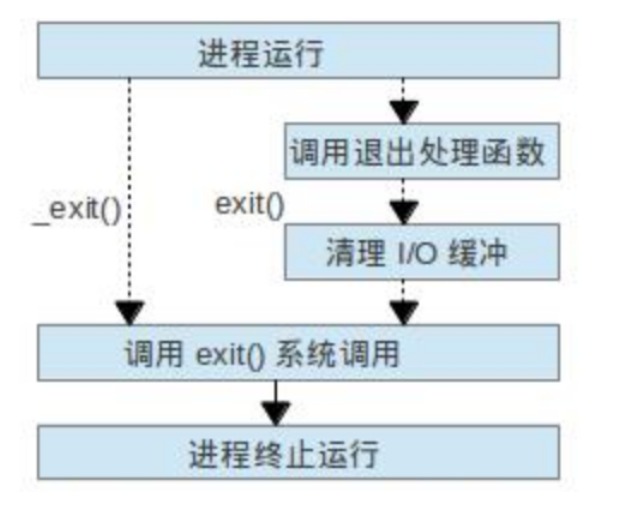 进程运行
调用退出处理函数
_exit()
exit()
清理 I/O 缓冲
调用 exit() 系统调用
进程终止运行